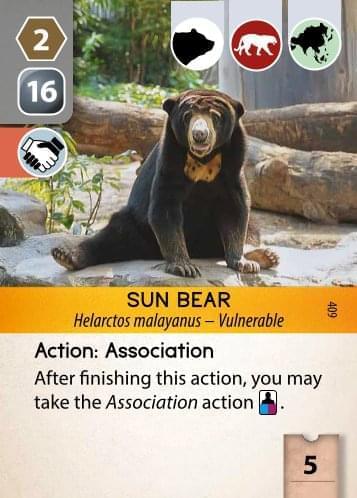 2
16
SUN BEAR
Helarctos malayanus – Vulnerable
409
Action: Association
After finishing this action, you may
take the Association action .
5